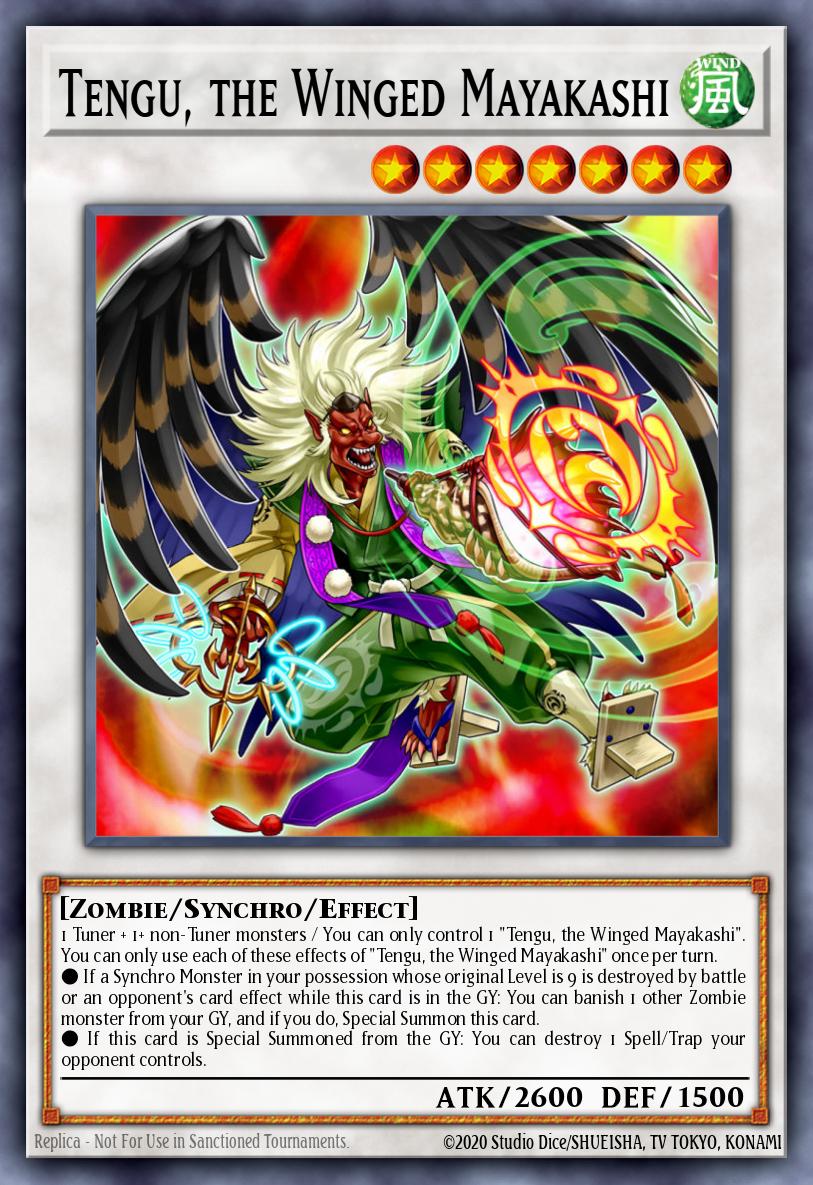 Tengu, the Winged Mayakashi
WIND
風
[Zombie/Synchro/Effect]
1 Tuner + 1+ non-Tuner monsters / You can only control 1 "Tengu, the Winged Mayakashi".
You can only use each of these effects of "Tengu, the Winged Mayakashi" once per turn.
● If a Synchro Monster in your possession whose original Level is 9 is destroyed by battle
or an opponent's card effect while this card is in the GY: You can banish 1 other Zombie
monster from your GY, and if you do, Special Summon this card.
● If this card is Special Summoned from the GY: You can destroy 1 Spell/Trap your
opponent controls.
ATK/2600 DEF/1500
Replica - Not For Use in Sanctioned Tournaments.
©2020 Studio Dice/SHUEISHA, TV TOKYO, KONAMI